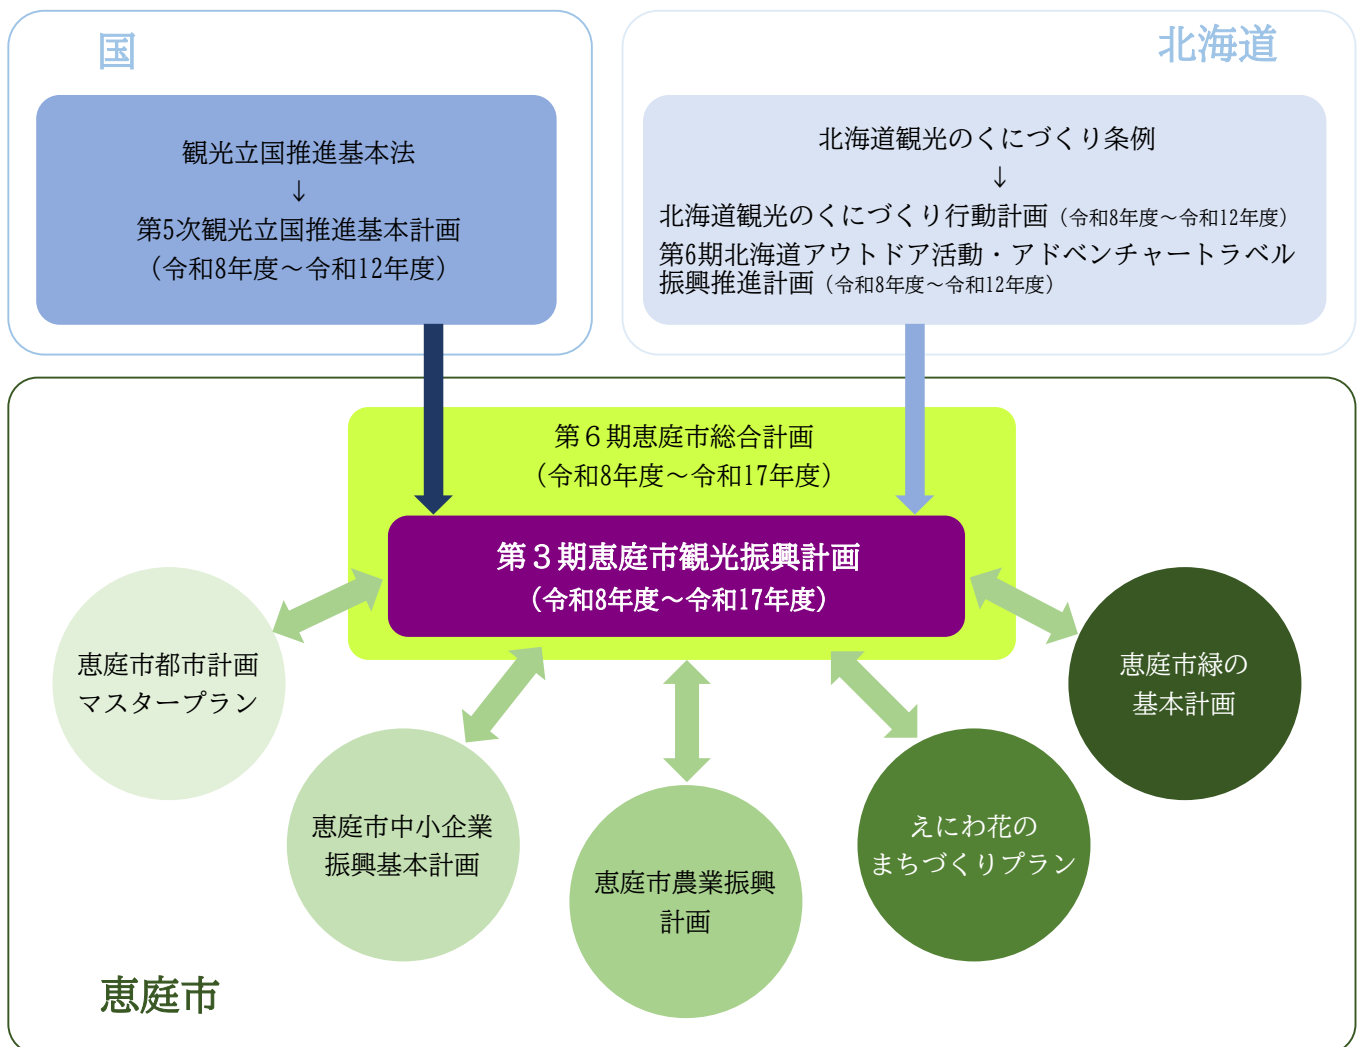 国
観光立国推進基本法
↓
第5次観光立国推進基本計画
（令和8年度～令和12年度）
北海道
北海道観光のくにづくり条例
↓
北海道観光のくにづくり行動計画（令和8年度～令和12年度）
第6期北海道アウトドア活動・アドベンチャートラベル
振興推進計画（令和8年度～令和12年度）
第６期恵庭市総合計画
（令和8年度～令和17年度）
第３期恵庭市観光振興計画
（令和8年度～令和17年度）
恵庭市都市計画
マスタープラン
恵庭市中小企業
振興基本計画
恵庭市農業振興
計画
えにわ花の
まちづくりプラン
恵庭市緑の
基本計画
恵庭市